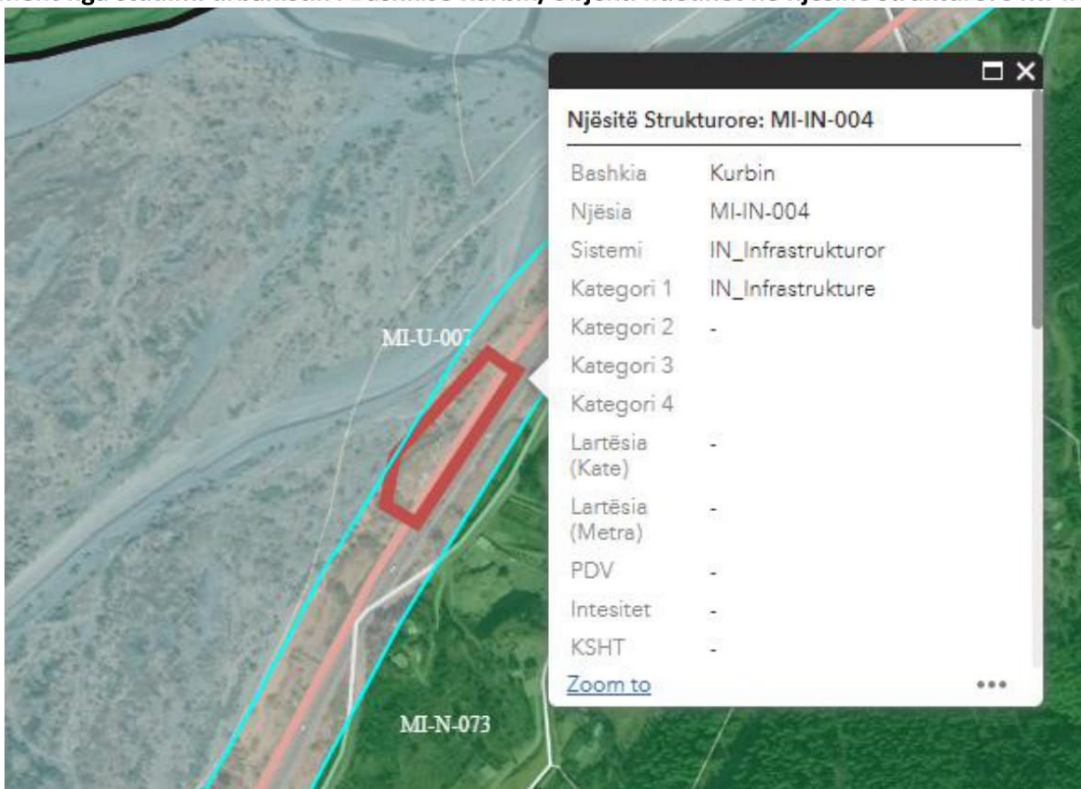 Njësitë Strukturore: MI-IN-004
Bashkia Kurbin
Njësia MI-IN-004
Sistemi IN_Infrastrukturor
Kategori 1 IN_Infrastrukture
Kategori 2 -
Kategori 3
Kategori 4
Lartësia (Kate) -
Lartësia (Metra) -
PDV -
Intesitet -
KSHT -
Zoom to
MI-U-007
MI-N-073